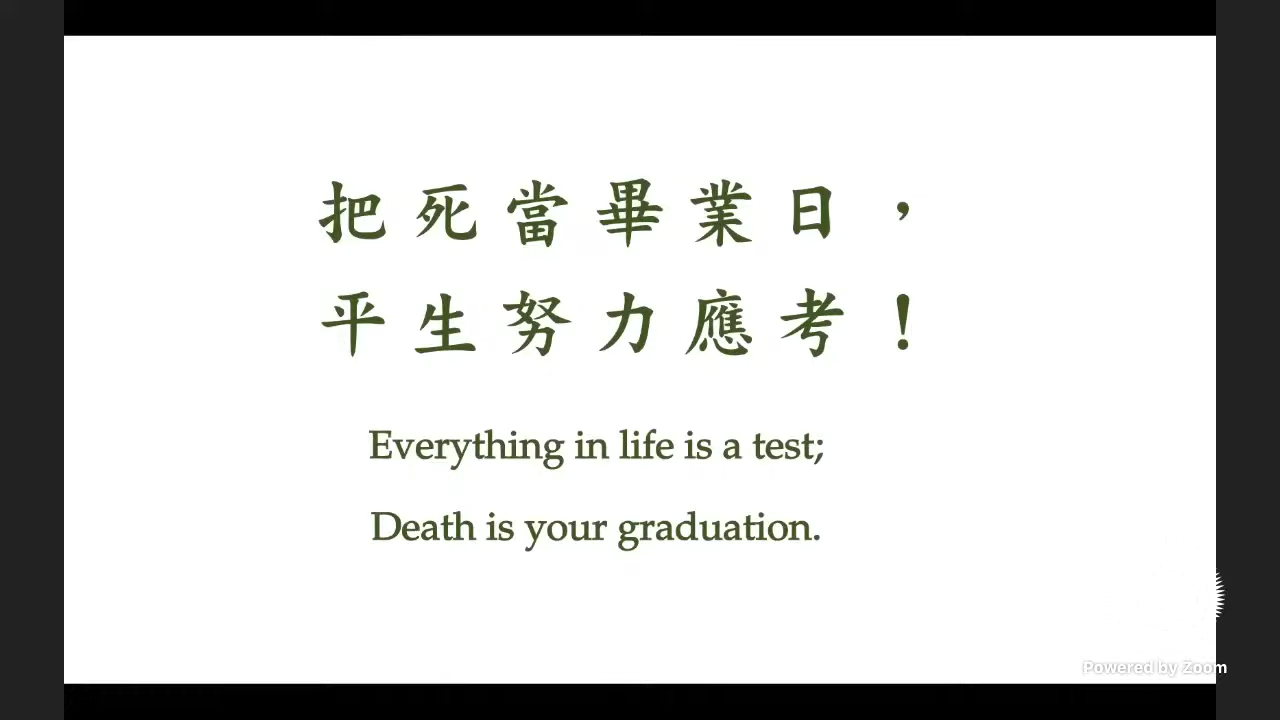 把死當畢業日，
平生努力應考！
Everything in life is a test;
Death is your graduation.
Powered by Zoom